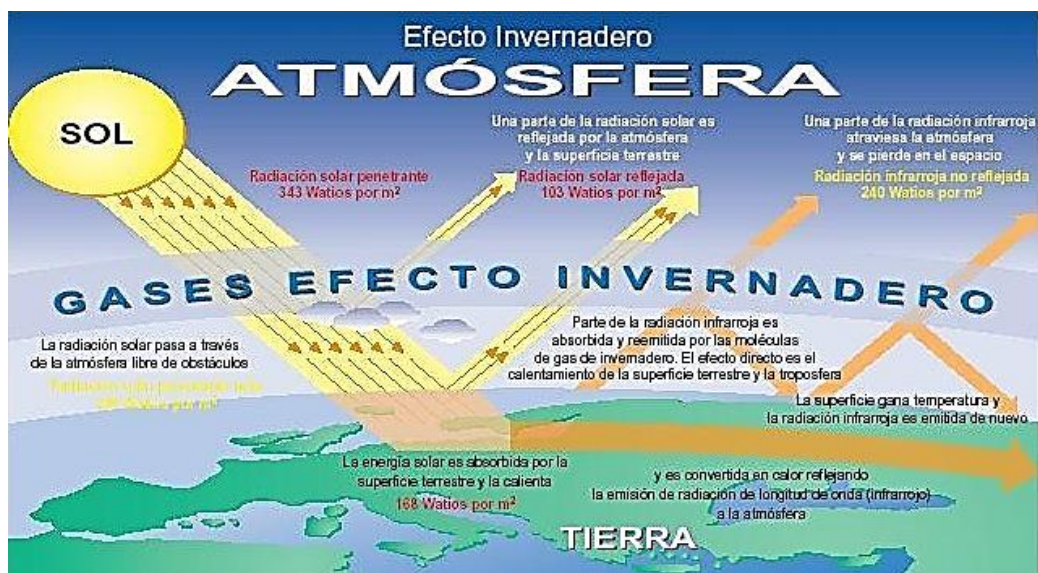 Efecto Invernadero
ATMÓSFERA
SOL
Una parte de la radiación solar es
reflejada por la atmósfera
y la superficie terrestre
Radiación solar reflejada
103 Watios por m²
Una parte de la radiación infrarroja
atraviesa la atmósfera
y se pierde en el espacio
Radiación infrarroja no reflejada
240 Watios por m²
Radiación solar penetrante
343 Watios por m²
GASES EFECTO INVERNADERO
La radiación solar pasa a través
de la atmósfera libre de obstáculos
Radiación solar
Watios por m²
Parte de la radiación infrarroja es
absorbida y reemitida por las moléculas
de gas de invernadero. El efecto directo es el
calentamiento de la superficie terrestre y la troposfera
La superficie gana temperatura y
la radiación infrarroja es emitida de nuevo
La energía solar es absorbida por la
superficie terrestre y la calienta
168 Watios por m²
y es convertida en calor reflejando
la emisión de radiación de longitud de onda (infrarrojo)
a la atmósfera
TIERRA